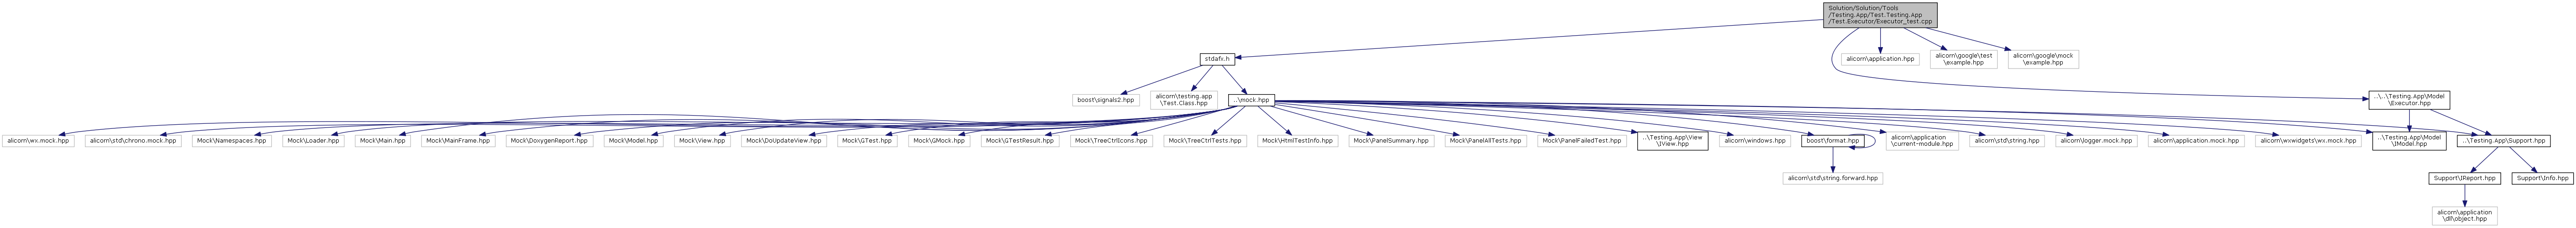 Solution/Solution/Tools
/Testing.App/Test.Testing.App
/Test.Executor/Executor_test.cpp
stdafx.h
alicorn\application.hpp
alicorn\google\test
\example.hpp
alicorn\google\mock
\example.hpp
boost\signals2.hpp
alicorn\testing.app
\Test.Class.hpp
..\mock.hpp
..\..\Testing.App\Model
\Executor.hpp
alicorn\wx.mock.hpp
alicorn\std\chrono.mock.hpp
Mock\Namespaces.hpp
Mock\Loader.hpp
Mock\Main.hpp
Mock\MainFrame.hpp
Mock\DoxygenReport.hpp
Mock\Model.hpp
Mock\View.hpp
Mock\DoUpdateView.hpp
Mock\GTest.hpp
Mock\GMock.hpp
Mock\GTestResult.hpp
Mock\TreeCtrlIcons.hpp
Mock\TreeCtrlTests.hpp
Mock\HtmlTestInfo.hpp
Mock\PanelSummary.hpp
Mock\PanelAllTests.hpp
Mock\PanelFailedTest.hpp
..\Testing.App\View
\IView.hpp
alicorn\windows.hpp
boost\format.hpp
alicorn\application
\current-module.hpp
alicorn\std\string.hpp
alicorn\logger.mock.hpp
alicorn\application.mock.hpp
alicorn\wxwidgets\wx.mock.hpp
..\Testing.App\Model
\IModel.hpp
..\Testing.App\Support.hpp
alicorn\std\string.forward.hpp
Support\IReport.hpp
Support\Info.hpp
alicorn\application
\dll\object.hpp